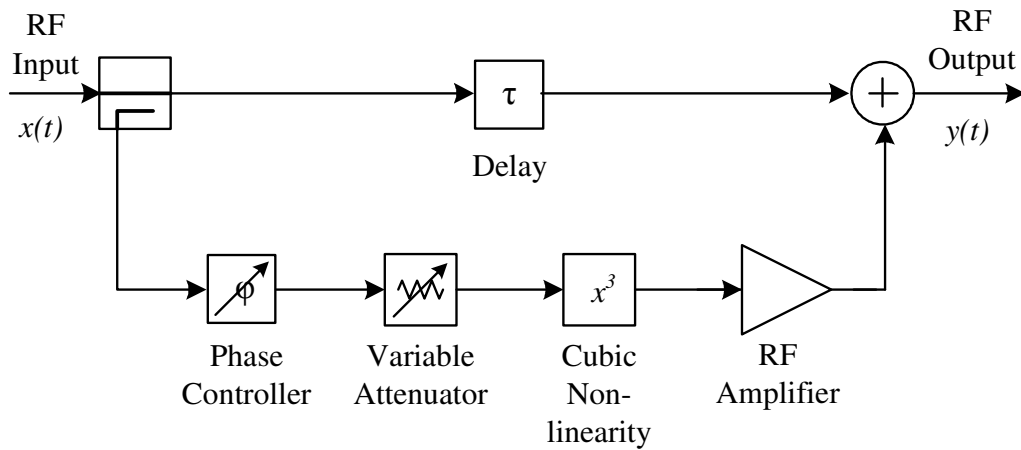 RF
Input
x(t)
τ
Delay
+
RF
Output
y(t)
φ
Phase
Controller
Variable
Attenuator
x³
Cubic
Non-
linearity
RF
Amplifier